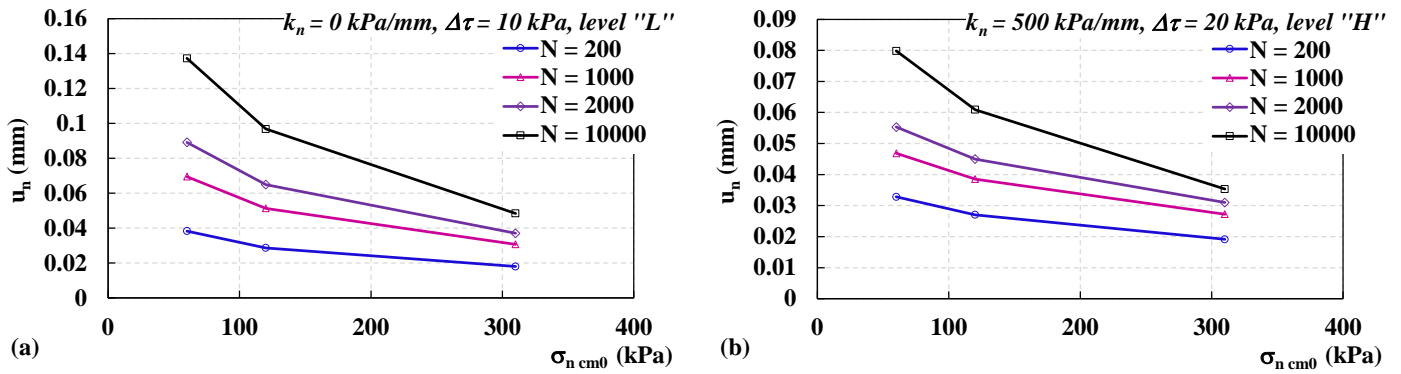 k_n = 0 kPa/mm, Δτ = 10 kPa, level "L"
N = 200
N = 1000
N = 2000
N = 10000
u_n (mm)
0.16
0.14
0.12
0.1
0.08
0.06
0.04
0.02
0
0 100 200 300 400
σ_n cm0 (kPa)
(a)
k_n = 500 kPa/mm, Δτ = 20 kPa, level "H"
N = 200
N = 1000
N = 2000
N = 10000
u_n (mm)
0.09
0.08
0.07
0.06
0.05
0.04
0.03
0.02
0.01
0
0 100 200 300 400
σ_n cm0 (kPa)
(b)